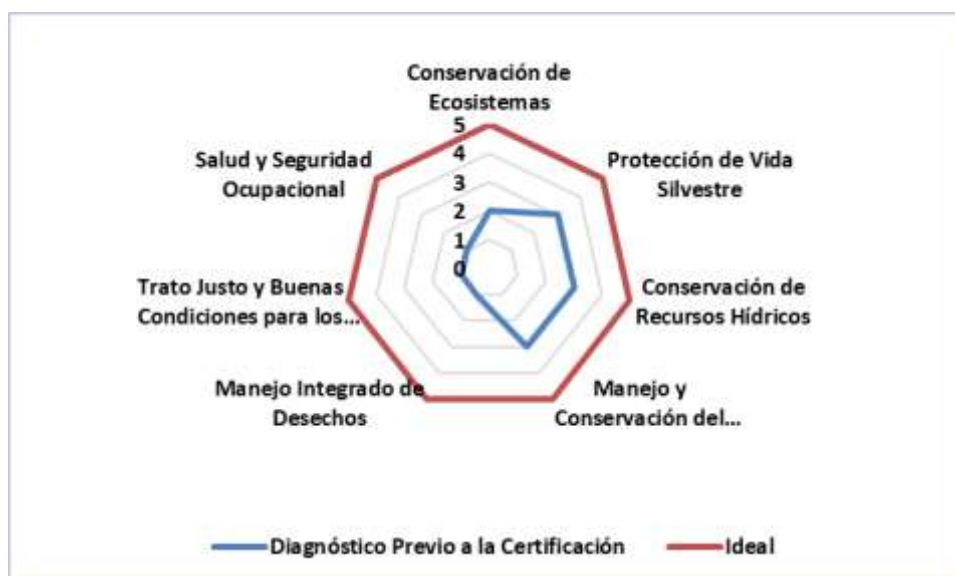 Conservación de
Ecosistemas
5
4
3
2
1
0
Protección de Vida
Silvestre
Conservación de
Recursos Hídricos
Manejo y
Conservación del...
Manejo Integrado de
Desechos
Trato Justo y Buenas
Condiciones para los...
Salud y Seguridad
Ocupacional
Diagnóstico Previo a la Certificación
Ideal